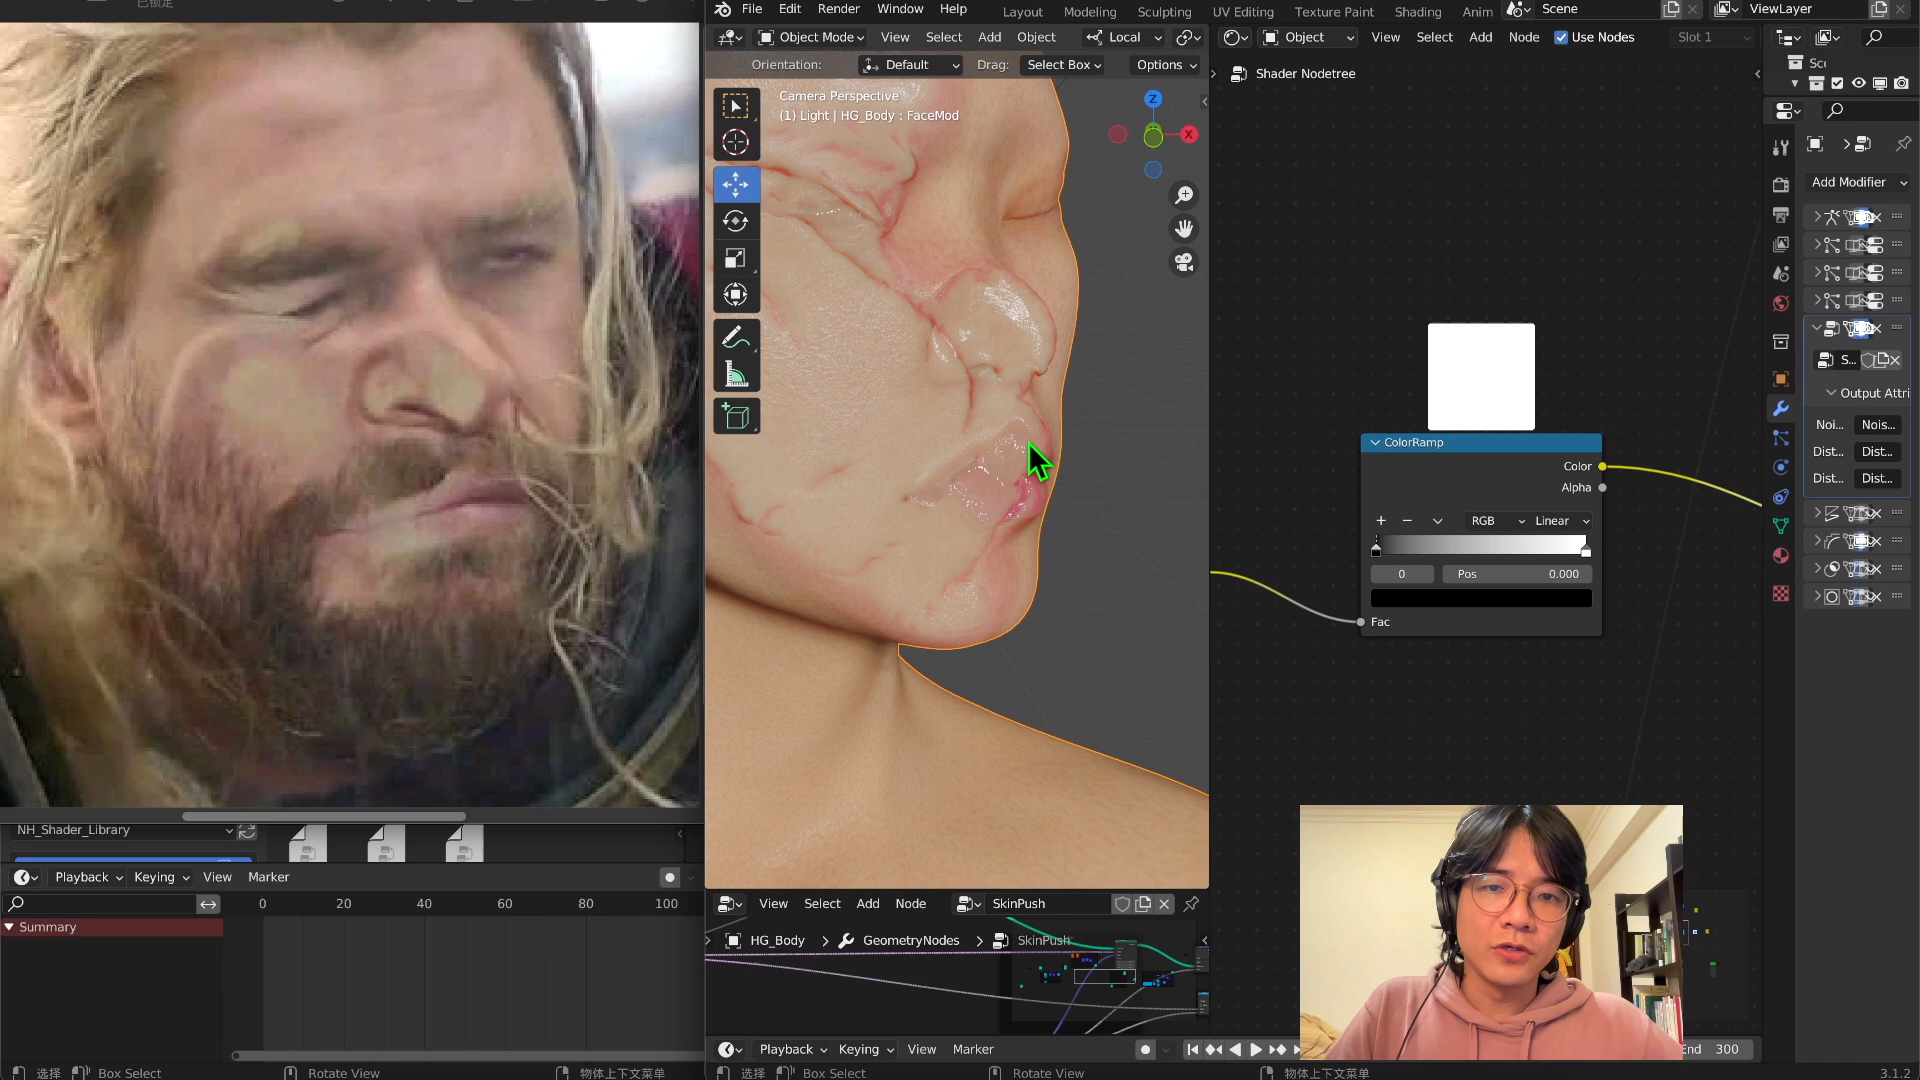 已锁定
File Edit Render Window Help
Layout Modeling Sculpting UV Editing Texture Paint Shading Anim
Scene
ViewLayer
Object Mode View Select Add Object Local
Object View Select Add Node Use Nodes Slot 1
Orientation: Default Drag: Select Box Options
Shader Nodetree
Camera Perspective
(1) Light | HG_Body : FaceMod
Z
X
Add Modifier
S...
Output Attri
Noi... Nois...
Dist... Dist...
Dist... Dist...
ColorRamp
Color
Alpha
RGB Linear
0 Pos 0.000
Fac
NH_Shader_Library
Playback Keying View Marker
0 20 40 60 80 100
Summary
View Select Add Node SkinPush
HG_Body GeometryNodes SkinPush
Playback Keying View Marker
End 300
选择 Box Select Rotate View 物体上下文菜单
选择 Box Select Rotate View 物体上下文菜单
3.1.2